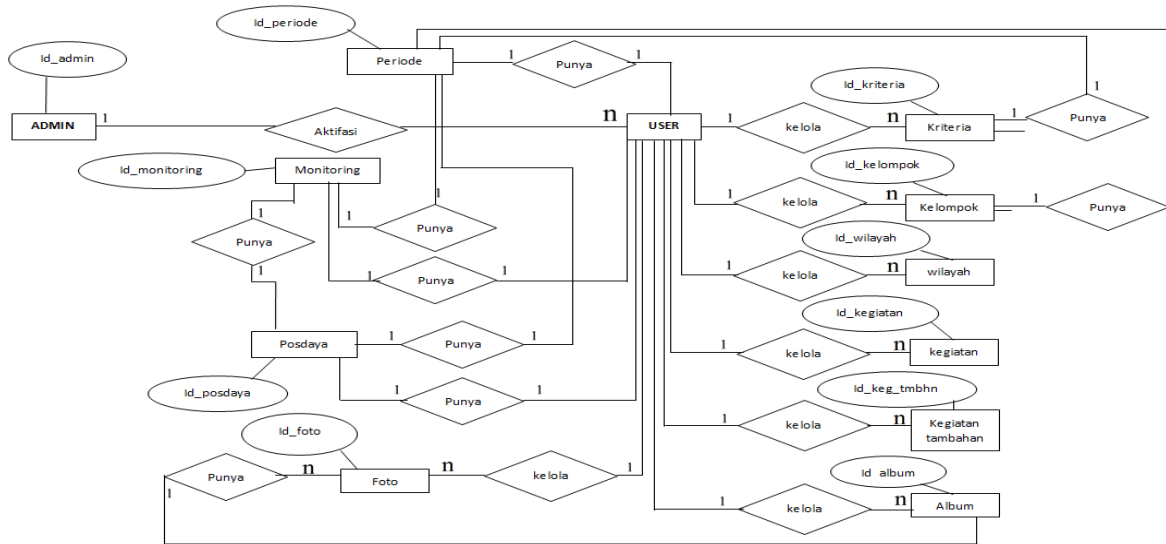 Id_periode
Id_admin
Periode
1
Punya
1
1
Id_kriteria
ADMIN
1
Aktifasi
n
USER
1
kelola
n
Kriteria
1
Punya
Id_monitoring
Monitoring
Id_kelompok
1
kelola
n
Kelompok
1
Punya
1
Punya
1
1
1
Punya
Id_wilayah
1
kelola
n
wilayah
1
Punya
1
Id_kegiatan
Posdaya
1
Punya
1
1
kelola
n
kegiatan
Id_posdaya
1
Punya
1
Id_keg_tmbhn
1
kelola
n
Kegiatan
tambahan
Id_foto
Punya
n
Foto
n
kelola
1
1
Id_album
1
kelola
n
Album